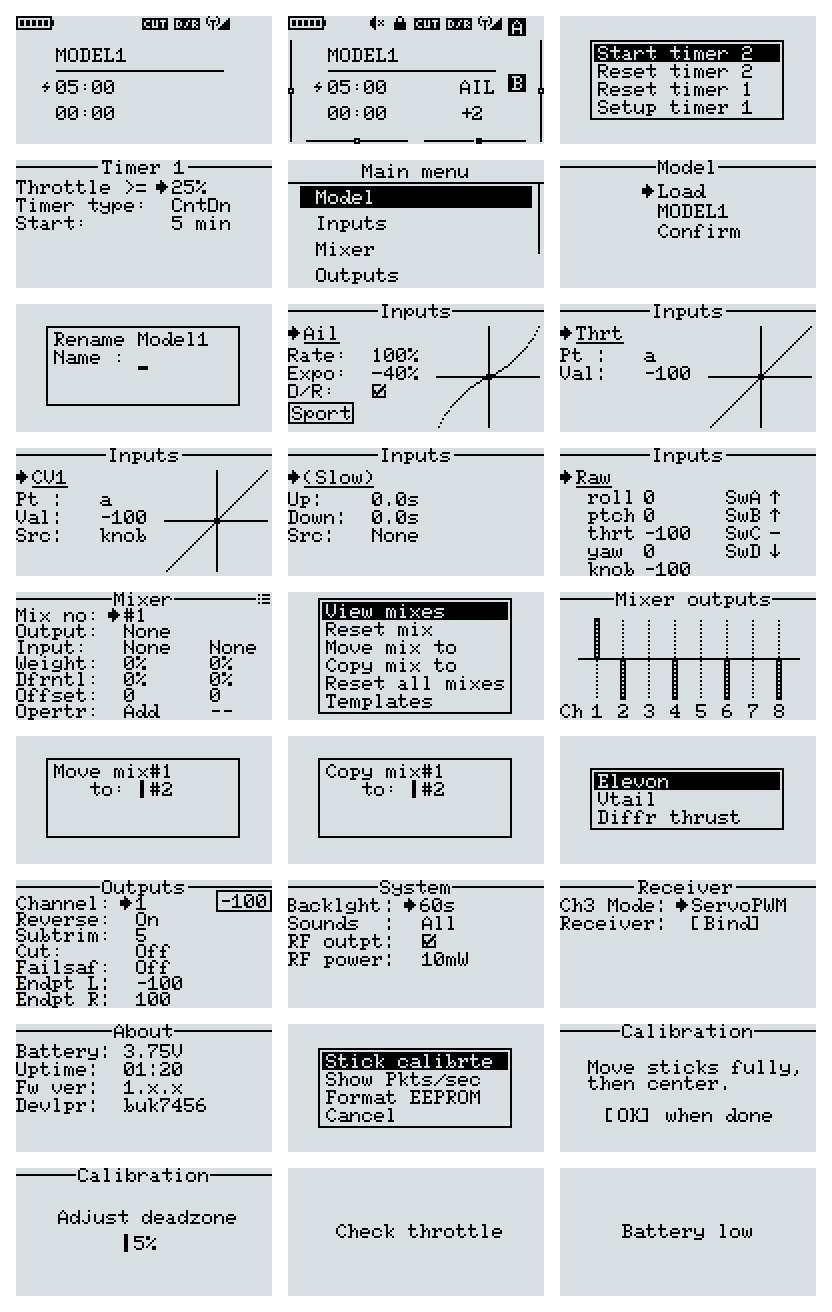 CUT D/R
MODEL1
05:00
00:00
CUT D/R A
MODEL1
05:00 AIL B
00:00 +2
Start timer 2
Reset timer 2
Reset timer 1
Setup timer 1
Timer 1
Throttle >= 25%
Timer type: CntDn
Start: 5 min
Main menu
Model
Inputs
Mixer
Outputs
Model
Load
MODEL1
Confirm
Rename Model1
Name : _
Inputs
Ail
Rate: 100%
Expo: -40%
D/R:
Sport
Inputs
Thrt
Pt : a
Val: -100
Inputs
CV1
Pt : a
Val: -100
Src: knob
Inputs
(Slow)
Up: 0.0s
Down: 0.0s
Src: None
Inputs
Raw
roll 0 SwA ↑
ptch 0 SwB ↑
thrt -100 SwC -
yaw 0 SwD ↓
knob -100
Mixer
Mix no: #1
Output: None
Input: None None
Weight: 0% 0%
Dfrntl: 0% 0%
Offset: 0 0
Opertr: Add --
View mixes
Reset mix
Move mix to
Copy mix to
Reset all mixes
Templates
Mixer outputs
Ch 1 2 3 4 5 6 7 8
Move mix#1
to: #2
Copy mix#1
to: #2
Elevon
Vtail
Diffr thrust
Outputs
Channel: 1 -100
Reverse: On
Subtrim: 5
Cut: Off
Failsaf: Off
Endpt L: -100
Endpt R: 100
System
Backlght: 60s
Sounds : All
RF outpt:
RF power: 10mW
Receiver
Ch3 Mode: ServoPWM
Receiver: [Bind]
About
Battery: 3.75V
Uptime: 01:20
Fw ver: 1.x.x
Devlpr: buk7456
Stick calibrte
Show Pkts/sec
Format EEPROM
Cancel
Calibration
Move sticks fully,
then center.
[OK] when done
Calibration
Adjust deadzone
5%
Check throttle
Battery low